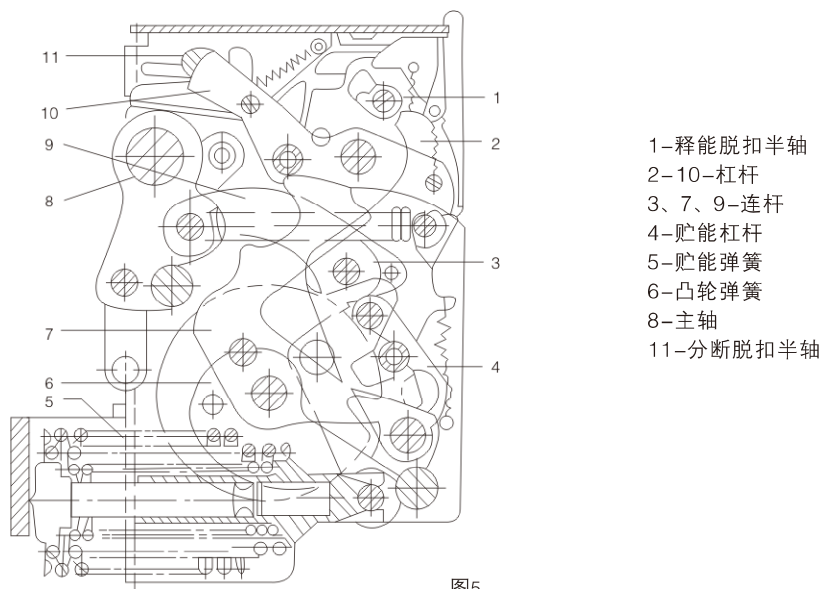 11
10
9
8
7
6
5
1
2
3
4
1-释能脱扣半轴
2-10-杠杆
3、7、9-连杆
4-贮能杠杆
5-贮能弹簧
6-凸轮弹簧
8-主轴
11-分断脱扣半轴
图5